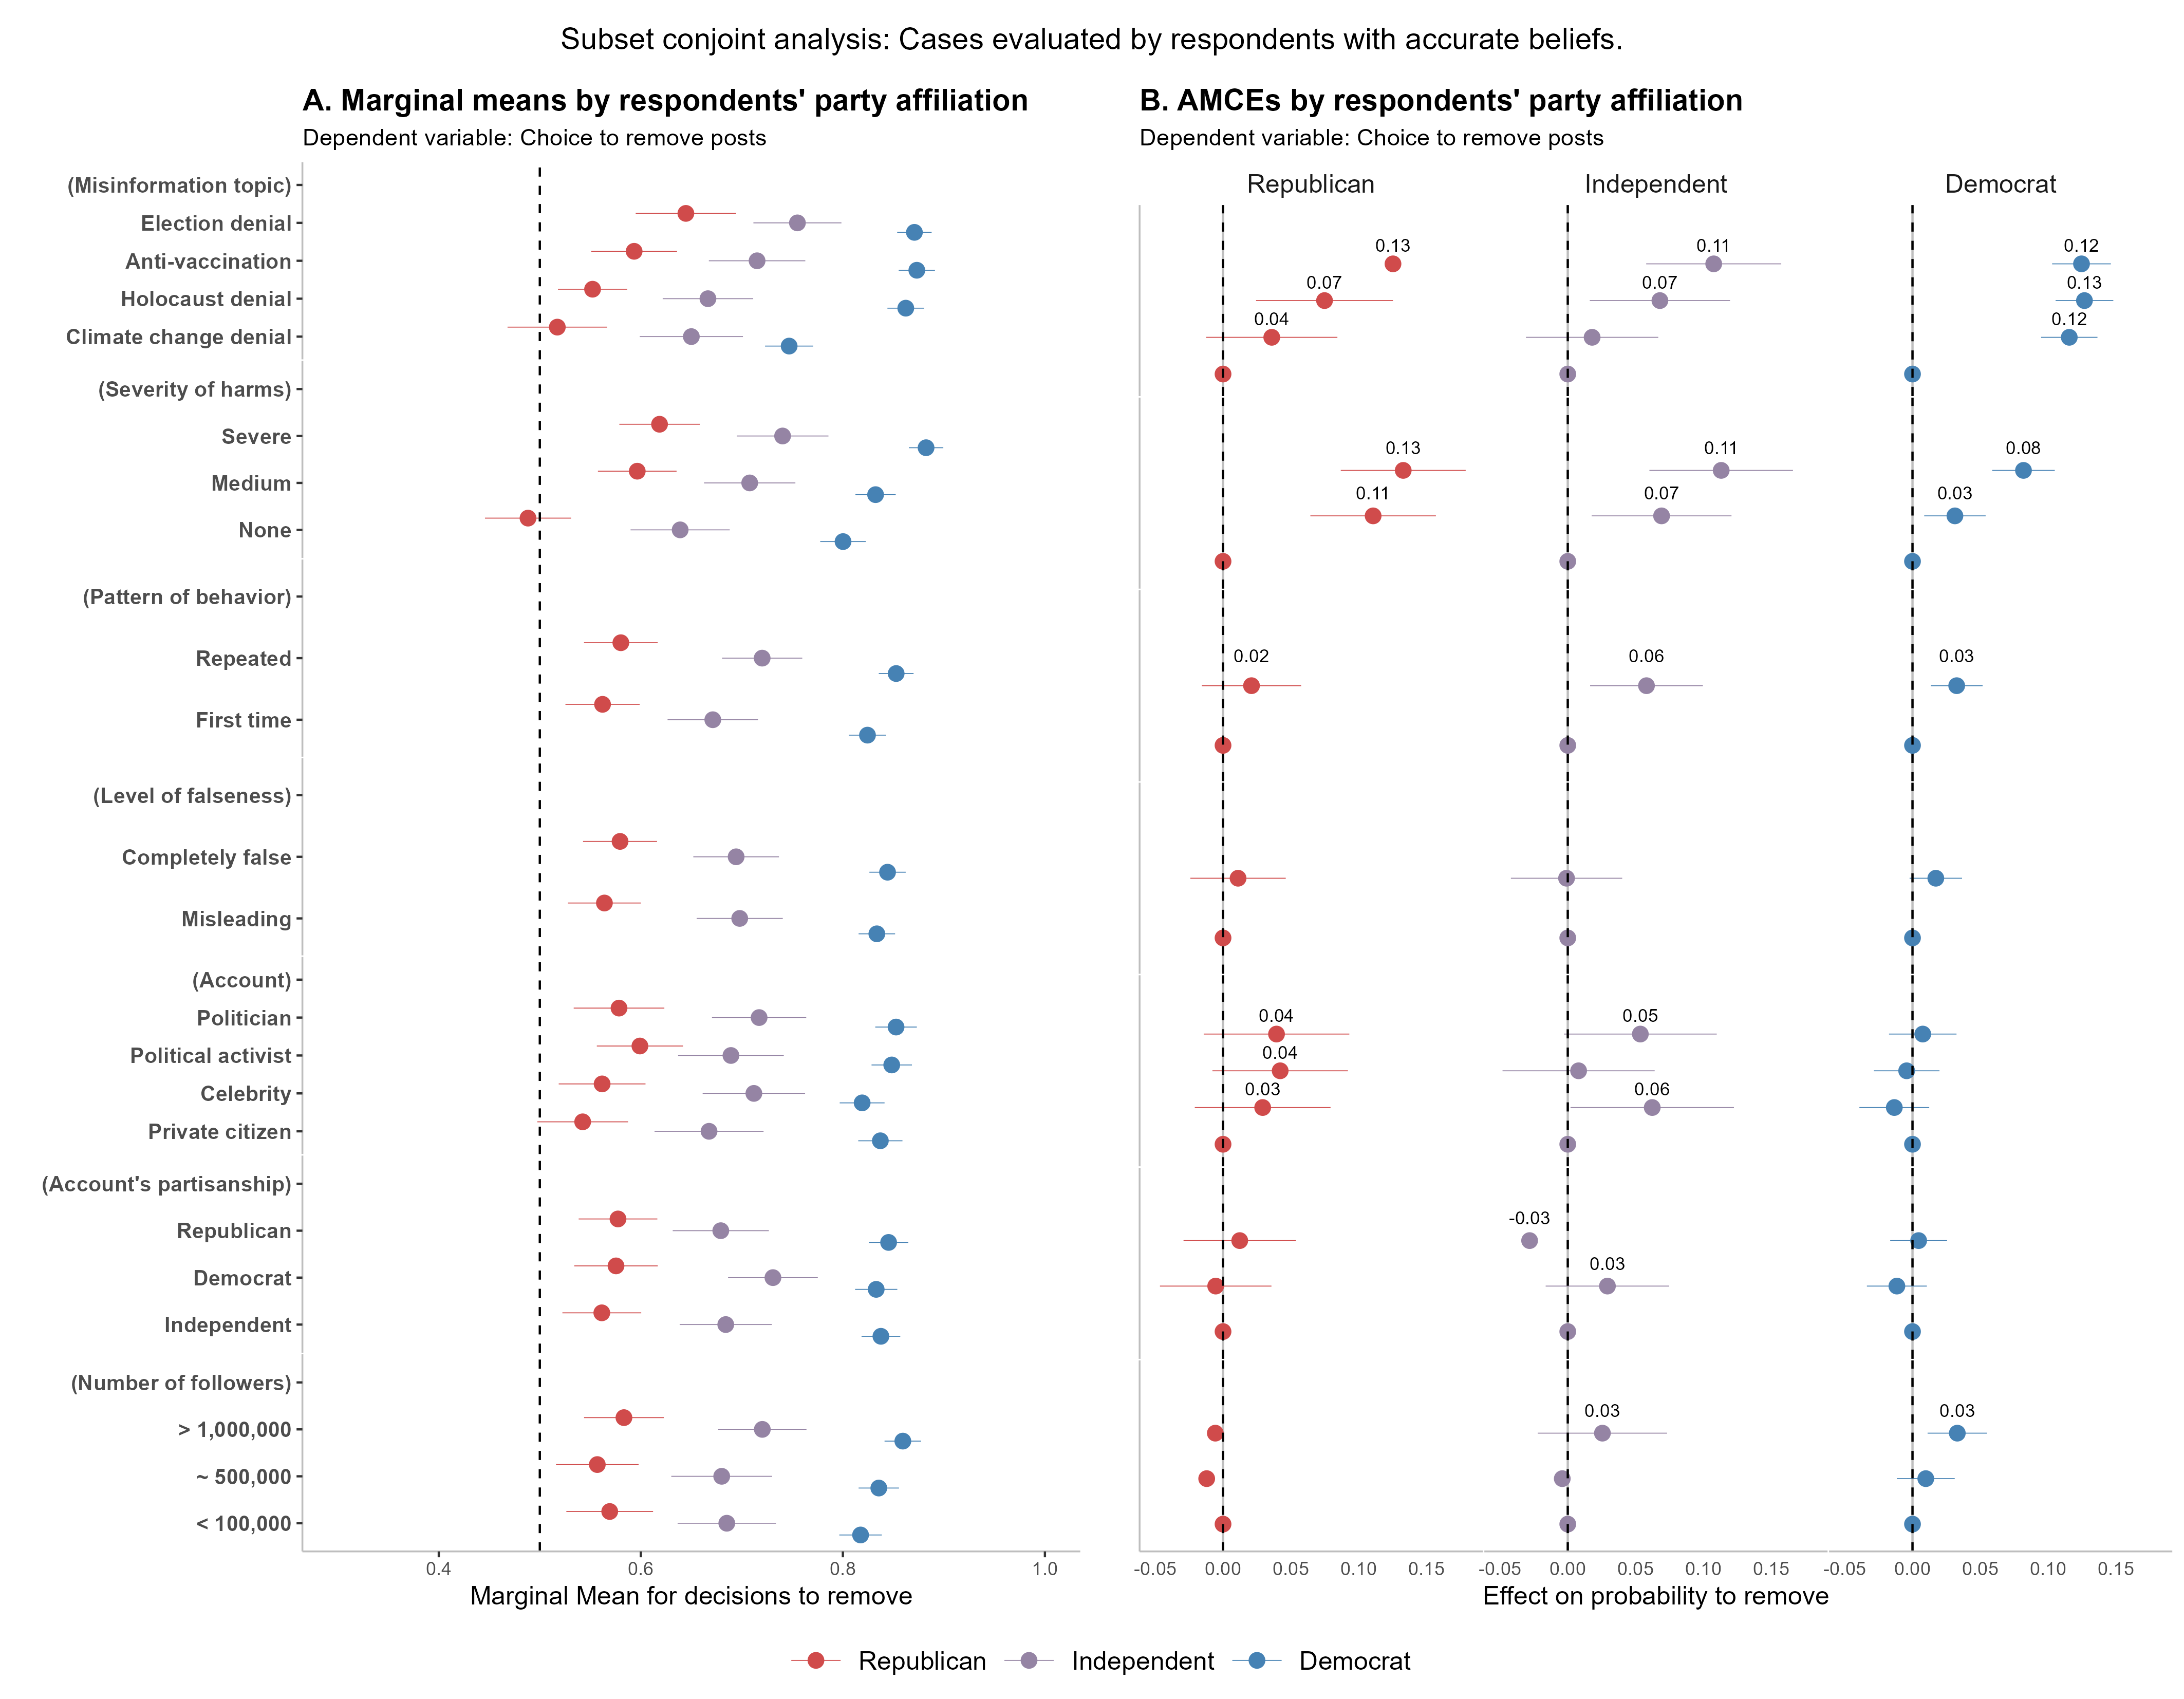 Subset conjoint analysis: Cases evaluated by respondents with accurate beliefs.
A. Marginal means by respondents' party affiliation
Dependent variable: Choice to remove posts
(Misinformation topic)
Election denial
Anti-vaccination
Holocaust denial
Climate change denial
(Severity of harms)
Severe
Medium
None
(Pattern of behavior)
Repeated
First time
(Level of falseness)
Completely false
Misleading
(Account)
Politician
Political activist
Celebrity
Private citizen
(Account's partisanship)
Republican
Democrat
Independent
(Number of followers)
> 1,000,000
~ 500,000
< 100,000
0.4 0.6 0.8 1.0
Marginal Mean for decisions to remove
B. AMCEs by respondents' party affiliation
Dependent variable: Choice to remove posts
Republican Independent Democrat
0.13 0.11 0.12
0.07 0.07 0.13
0.04 0.12
0.13 0.11 0.08
0.11 0.07 0.03
0.02 0.06 0.03
0.04 0.05
0.04
0.03 0.06
-0.03
0.03
0.03 0.03
-0.05 0.00 0.05 0.10 0.15 -0.05 0.00 0.05 0.10 0.15 -0.05 0.00 0.05 0.10 0.15
Effect on probability to remove
Republican Independent Democrat